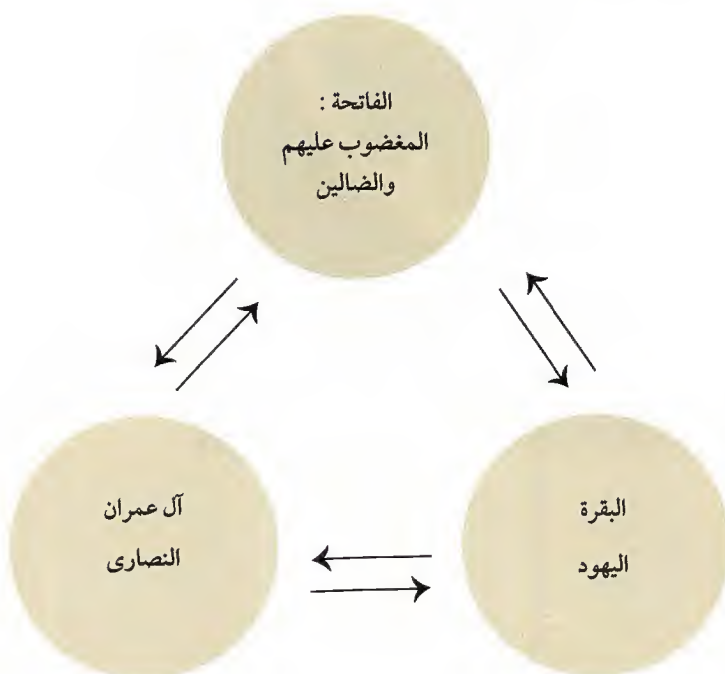 الفاتحة :
المغضوب عليهم
والضالين
البقرة
اليهود
آل عمران
النصارى